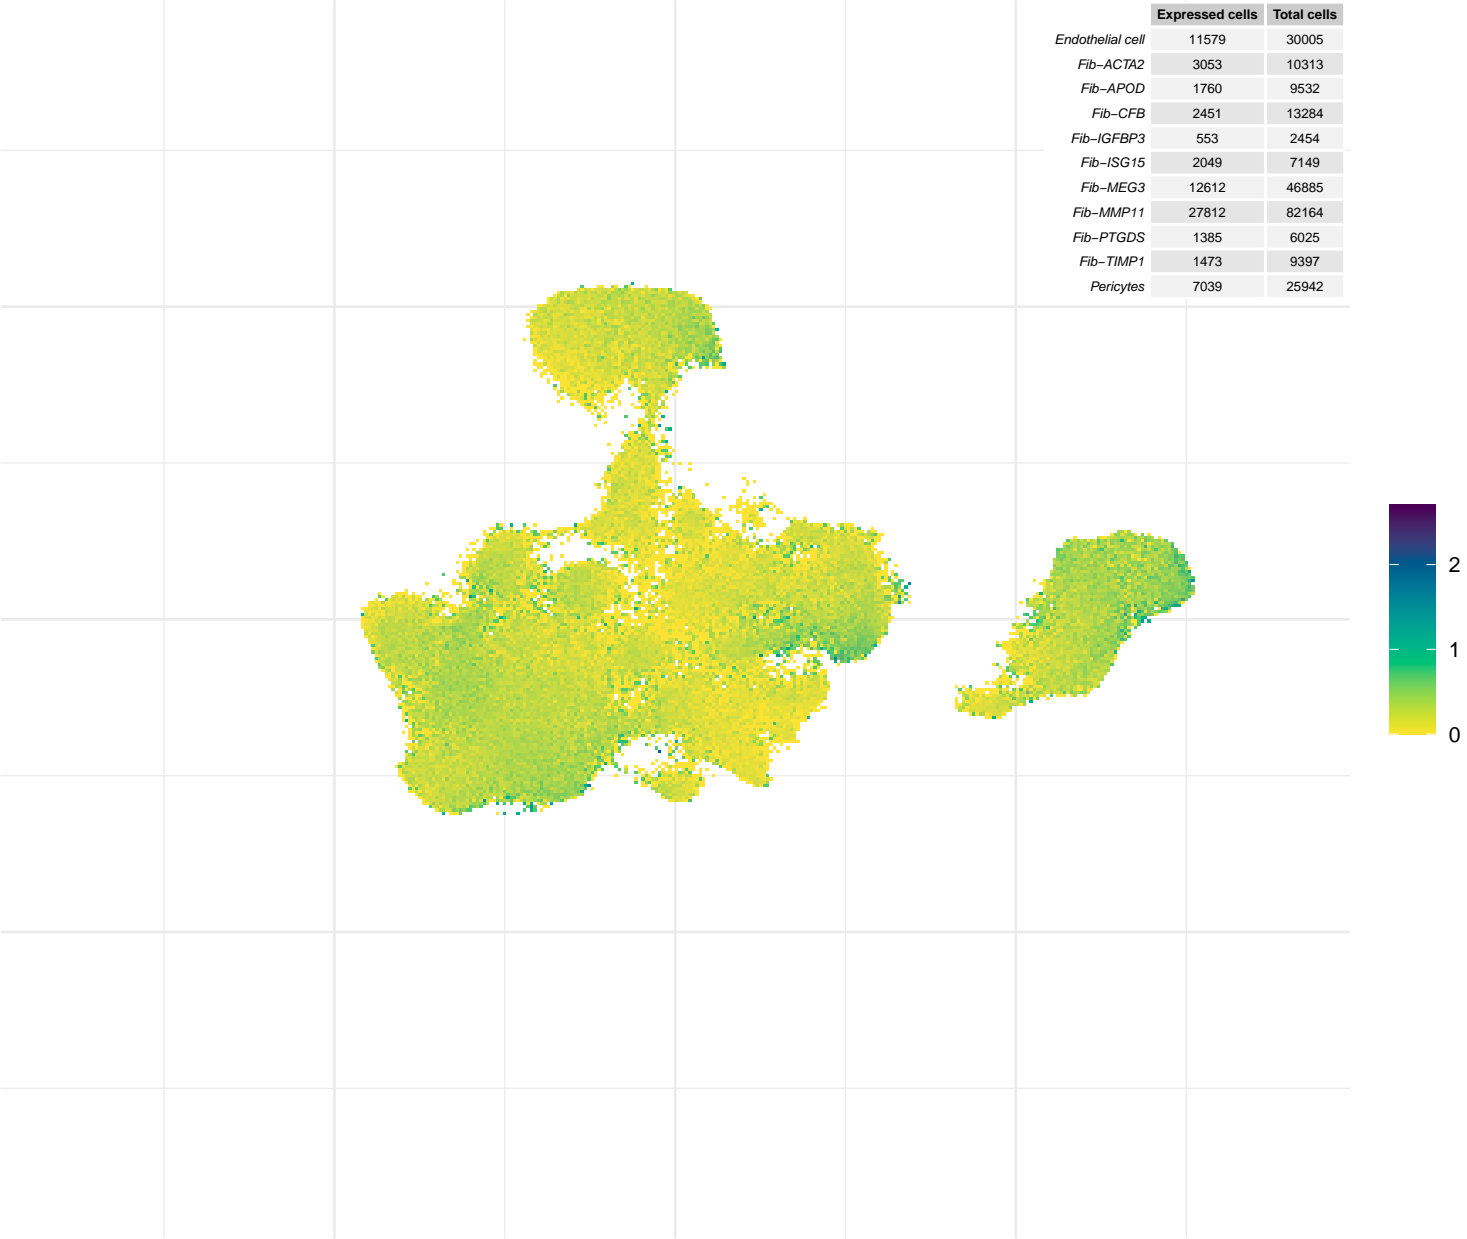 Expressed cells Total cells
Endothelial cell 11579 30005
Fib−ACTA2 3053 10313
Fib−APOD 1760 9532
Fib−CFB 2451 13284
Fib−IGFBP3 553 2454
Fib−ISG15 2049 7149
Fib−MEG3 12612 46885
Fib−MMP11 27812 82164
Fib−PTGDS 1385 6025
Fib−TIMP1 1473 9397
Pericytes 7039 25942
2
1
0